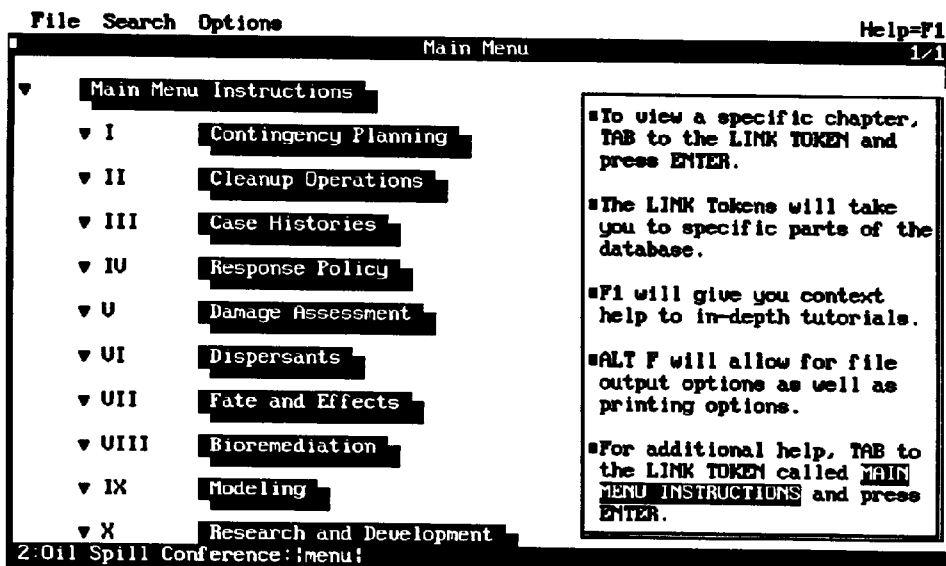 File Search Options Help=F1
Main Menu 1/1
▼ Main Menu Instructions
▼ I Contingency Planning
▼ II Cleanup Operations
▼ III Case Histories
▼ IV Response Policy
▼ V Damage Assessment
▼ VI Dispersants
▼ VII Fate and Effects
▼ VIII Bioremediation
▼ IX Modeling
▼ X Research and Development
■To view a specific chapter,
TAB to the LINK TOKEN and
press ENTER.
■The LINK Tokens will take
you to specific parts of the
database.
■F1 will give you context
help to in-depth tutorials.
■ALT F will allow for file
output options as well as
printing options.
■For additional help, TAB to
the LINK TOKEN called MAIN
MENU INSTRUCTIONS and press
ENTER.
2:Oil Spill Conference:¦menu¦